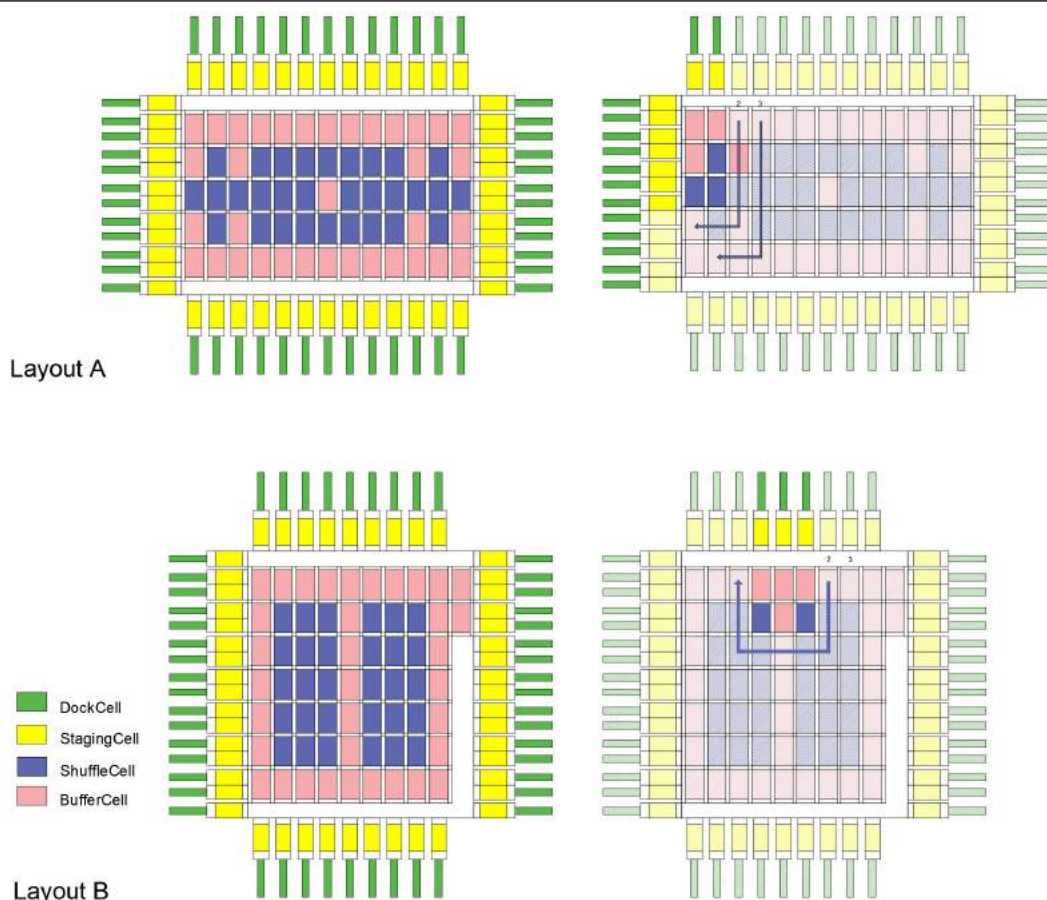 2 3
Layout A
2 3
DockCell
StagingCell
ShuffleCell
BufferCell
Layout B